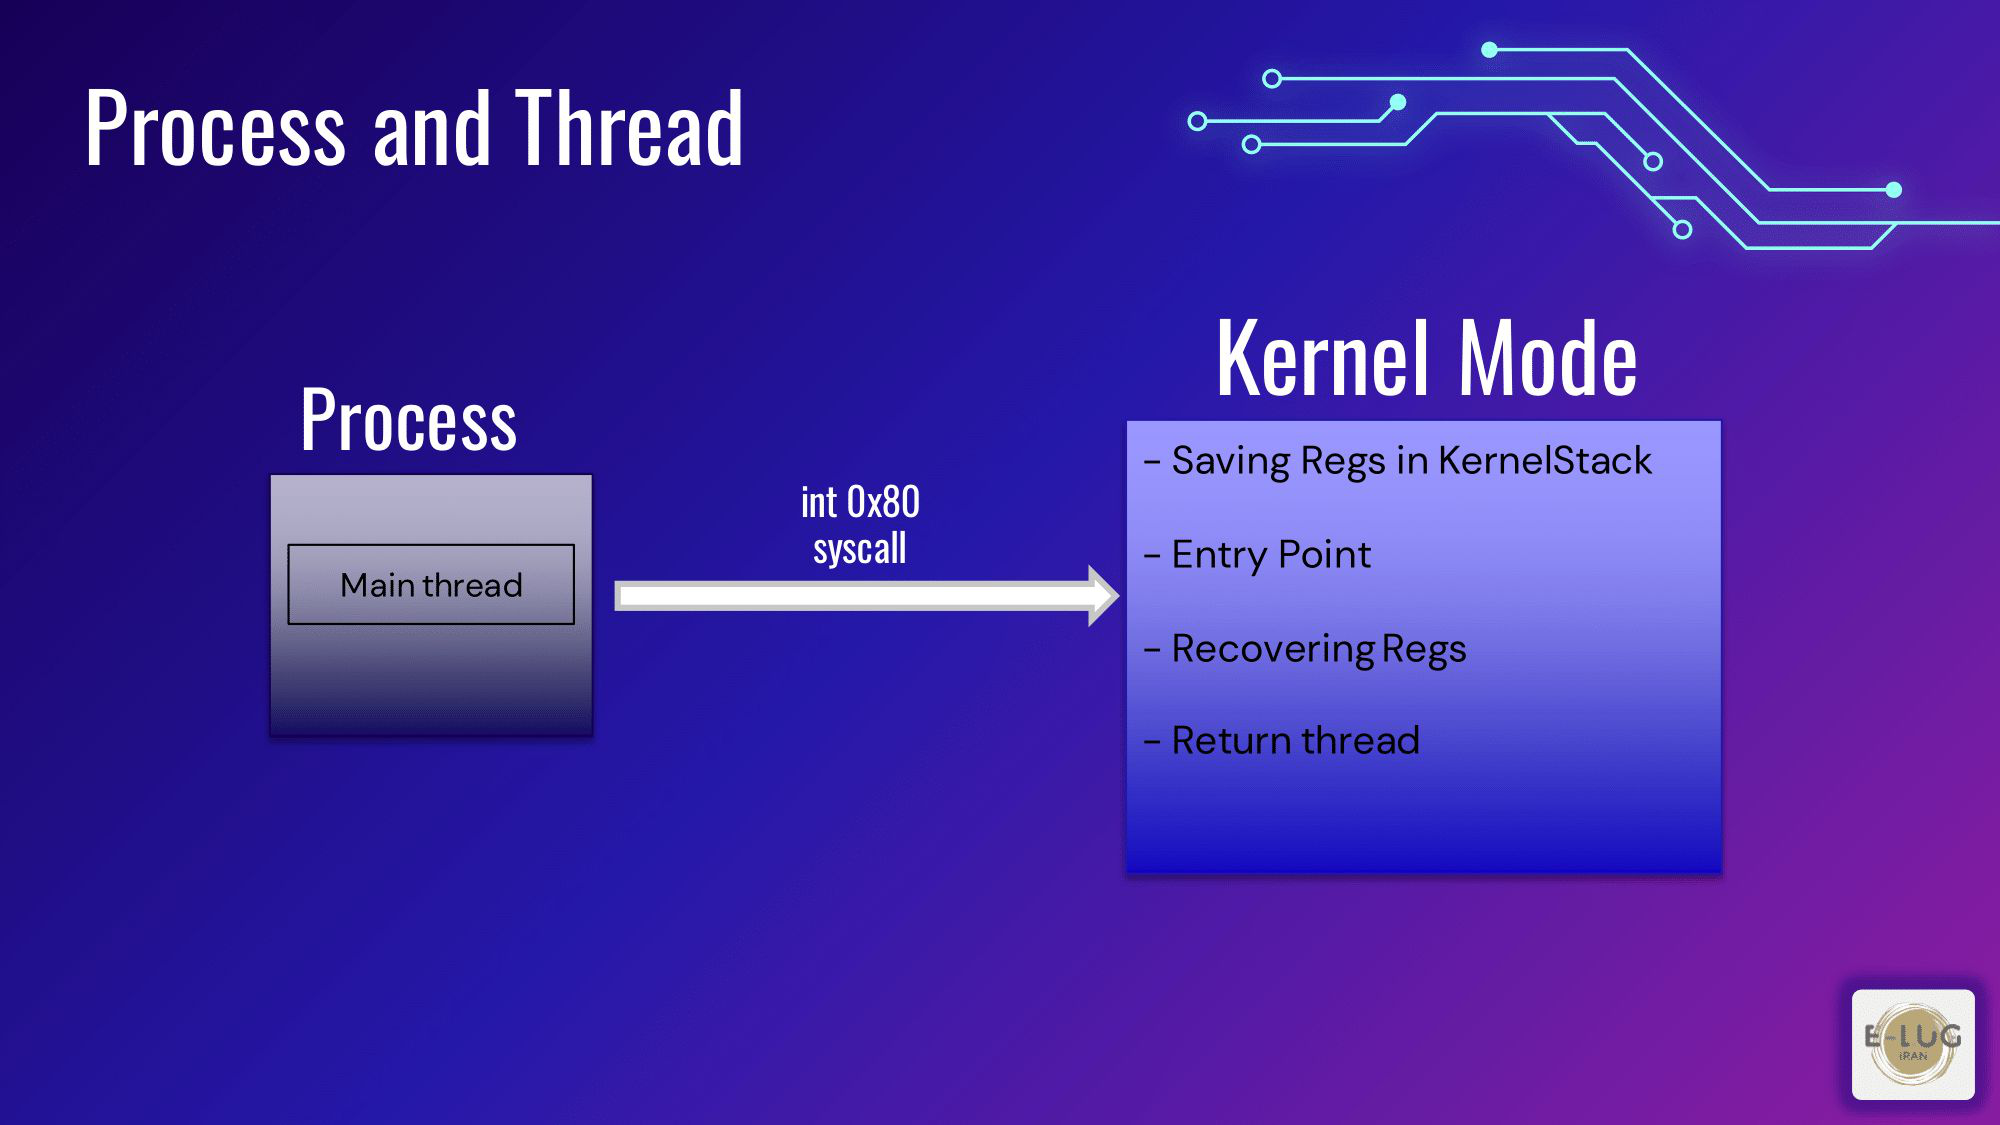 Process and Thread
Kernel Mode
Process
- Saving Regs in KernelStack
int 0x80
syscall
- Entry Point
Main thread
- Recovering Regs
- Return thread
E-LUG
iRAN